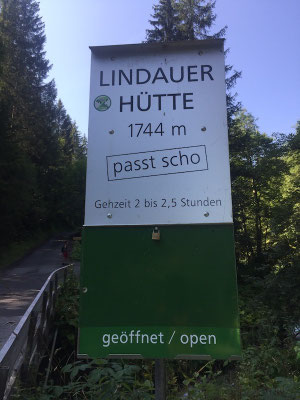 LINDAUER
HÜTTE
1744 m
passt scho
Gehzeit 2 bis 2,5 Stunden
geöffnet / open